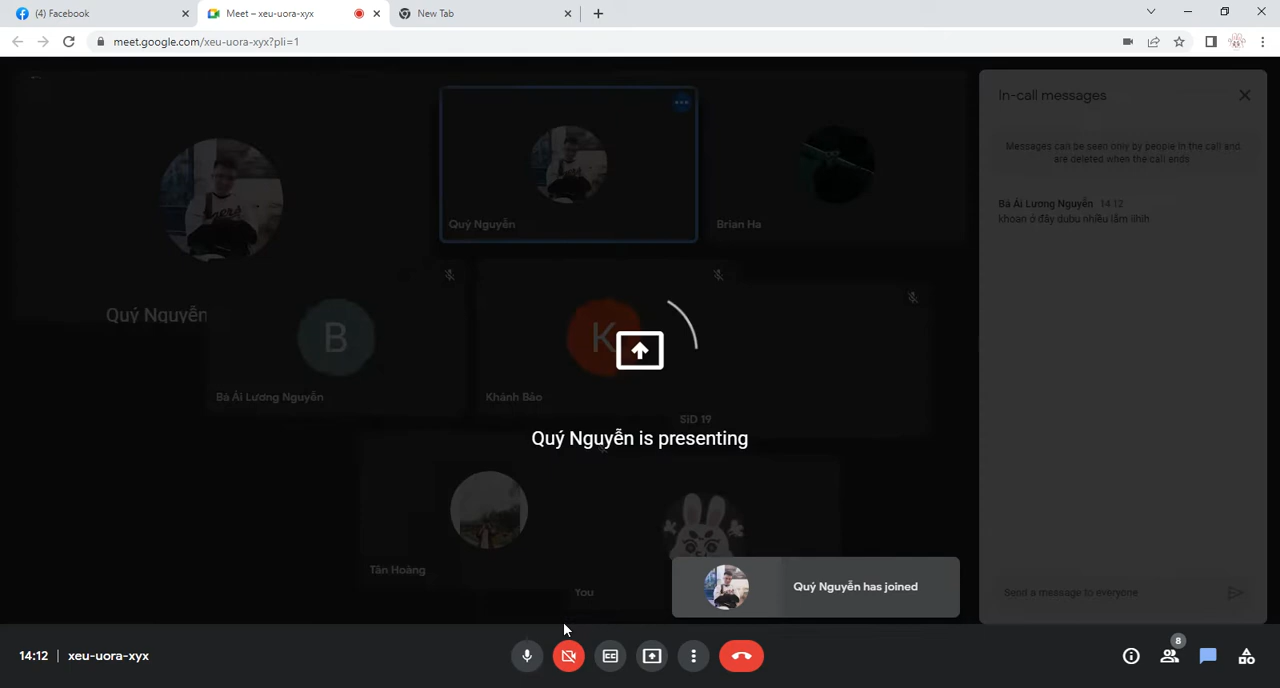 (4) Facebook
Meet – xeu-uora-xyx
New Tab
meet.google.com/xeu-uora-xyx?pli=1
In-call messages
Messages can be seen only by people in the call and
are deleted when the call ends
Bá Ái Lương Nguyễn 14:12
khoan ở đây dubu nhiều lắm iihih
Quý Nguyễn
Brian Ha
Quý Nguyễn
B
K
Bá Ái Lương Nguyễn
Khánh Bảo
SiD 19
Quý Nguyễn is presenting
Tân Hoàng
You
Quý Nguyễn has joined
Send a message to everyone
14:12 | xeu-uora-xyx
CC
8